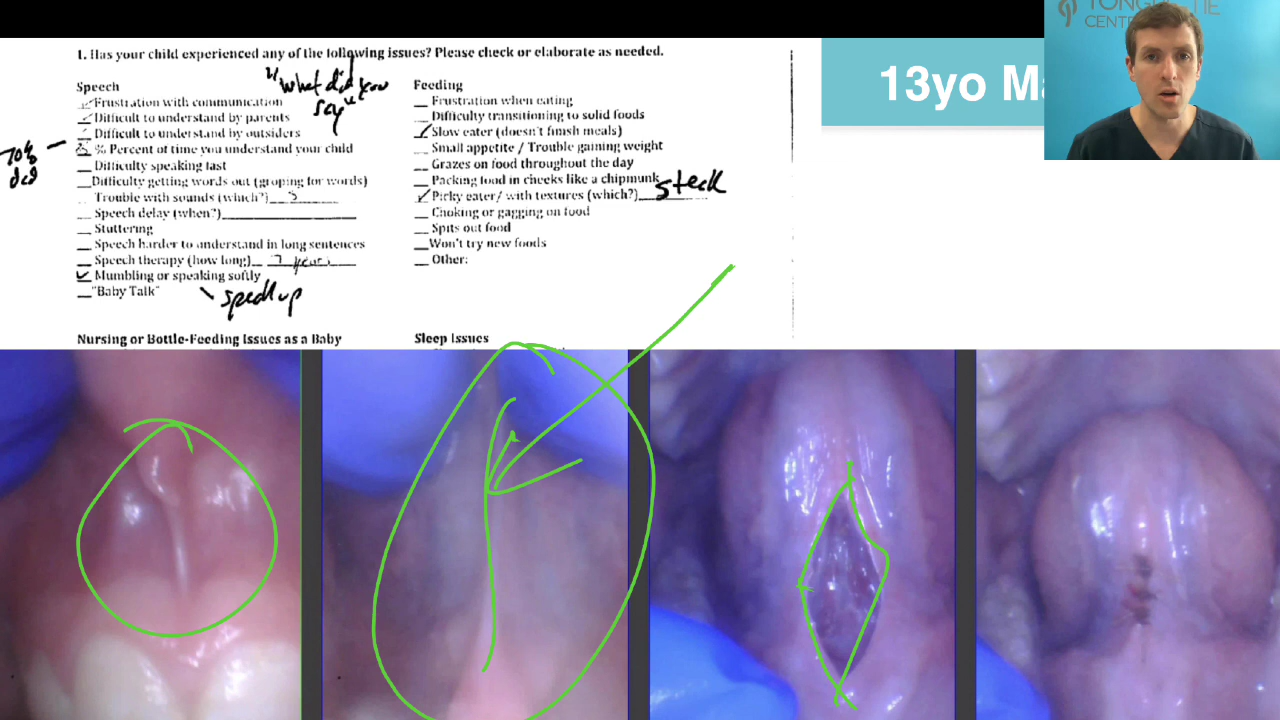 TONGUE TIE
CENTE
13yo Ma
1. Has your child experienced any of the following issues? Please check or elaborate as needed.
"what did you
say"
Speech
Frustration with communication
Difficult to understand by parents
Difficult to understand by outsiders
% Percent of time you understand your child
70%
dad
Difficulty speaking fast
Difficulty getting words out (groping for words)
Trouble with sounds (which?) S
Speech delay (when?)
Stuttering
Speech harder to understand in long sentences
Speech therapy (how long) 7 years
Mumbling or speaking softly
"Baby Talk"
speak up
Feeding
Frustration when eating
Difficulty transitioning to solid foods
Slow eater (doesn't finish meals)
Small appetite / Trouble gaining weight
Grazes on food throughout the day
Packing food in cheeks like a chipmunk
Picky eater/ with textures (which?) steak
Choking or gagging on food
Spits out food
Won't try new foods
Other:
Nursing or Bottle-Feeding Issues as a Baby
Sleep Issues